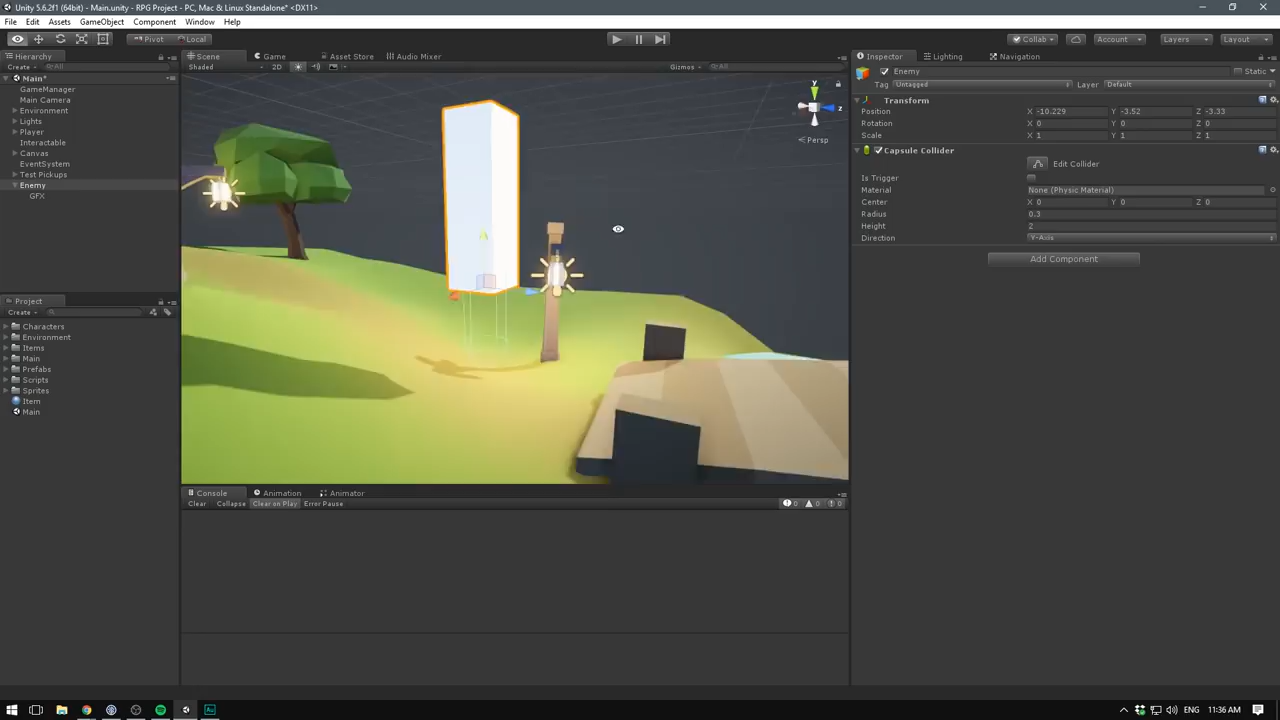 Unity 5.6.2f1 (64bit) - Main.unity - RPG Project - PC, Mac & Linux Standalone* <DX11>
File Edit Assets GameObject Component Window Help
Pivot Local Collab Account Layers Layout
Hierarchy Scene Game Asset Store Audio Mixer Inspector Lighting Navigation
Create All Shaded 2D Gizmos All Enemy Static
Main*
Tag Untagged Layer Default
GameManager
Main Camera
Transform
Environment
Position X -10.229 Y -3.52 Z -3.33
Lights
Rotation X 0 Y 0 Z 0
Player
Scale X 1 Y 1 Z 1
Interactable
y
z
Persp
Canvas
Capsule Collider
EventSystem
Edit Collider
Test Pickups
Is Trigger
Enemy
Material None (Physic Material)
GFX
Center X 0 Y 0 Z 0
Radius 0.3
Height 2
Direction Y-Axis
Add Component
Project
Create
Characters
Environment
Items
Main
Prefabs
Scripts
Sprites
Item
Main
Console Animation Animator
Clear Collapse Clear on Play Error Pause 0 0 0
ENG 11:36 AM